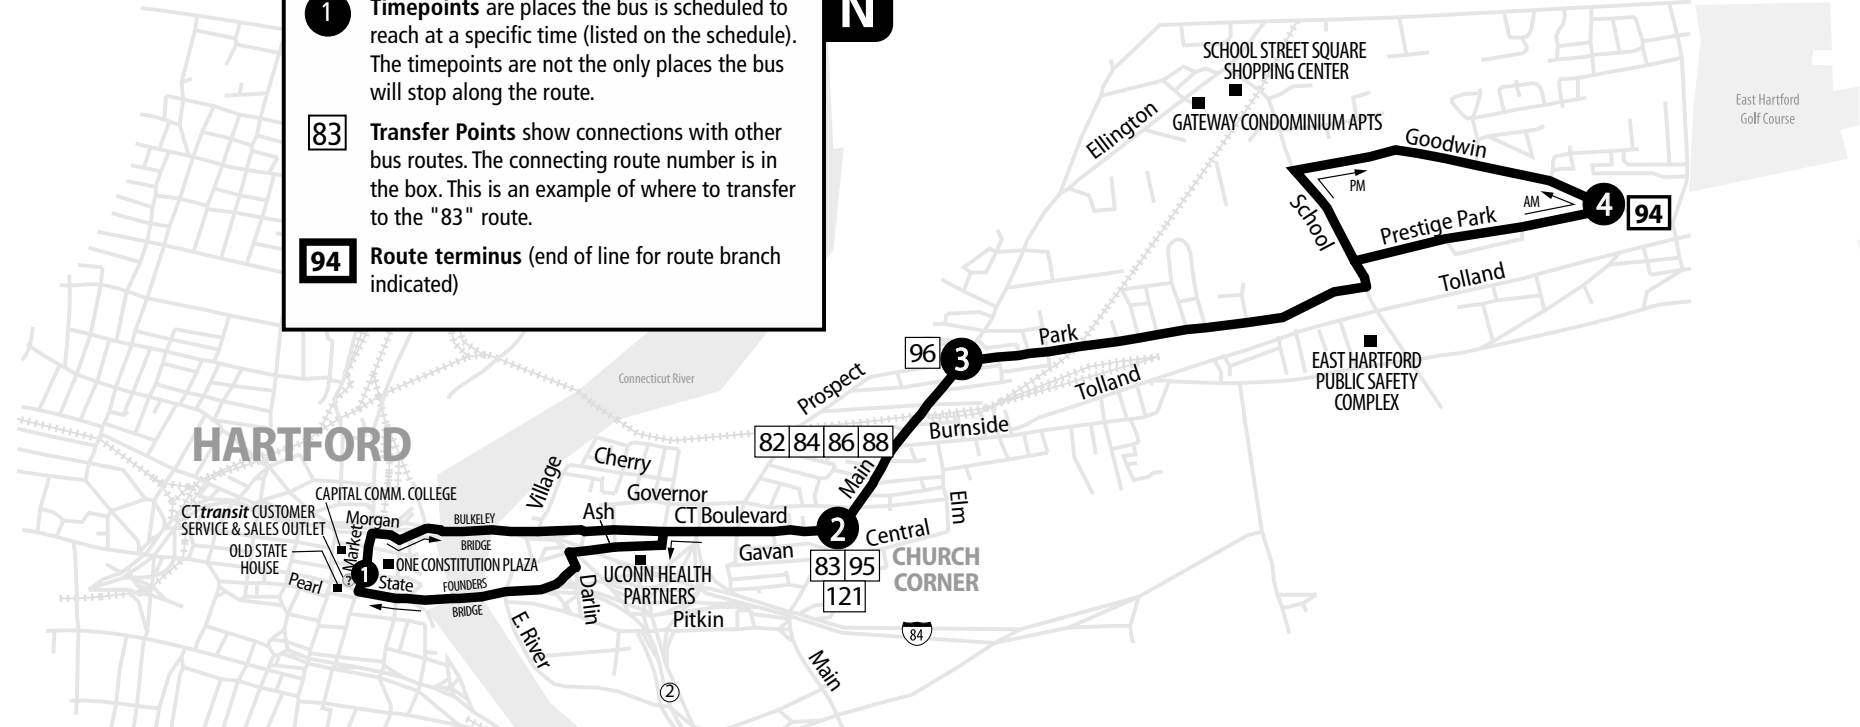 1
Timepoints are places the bus is scheduled to
reach at a specific time (listed on the schedule).
The timepoints are not the only places the bus
will stop along the route.
83
Transfer Points show connections with other
bus routes. The connecting route number is in
the box. This is an example of where to transfer
to the "83" route.
94
Route terminus (end of line for route branch
indicated)
N
SCHOOL STREET SQUARE
SHOPPING CENTER
GATEWAY CONDOMINIUM APTS
Ellington
East Hartford
Golf Course
Goodwin
PM
AM
School
Prestige Park
4
94
Tolland
EAST HARTFORD
PUBLIC SAFETY
COMPLEX
96
3
Park
Tolland
Prospect
Burnside
Connecticut River
82 84 86 88
Main
Elm
HARTFORD
Village
Cherry
Governor
Ash
CT Boulevard
2
Central
Gavan
CHURCH
CORNER
83 95
121
CAPITAL COMM. COLLEGE
CTtransit CUSTOMER
SERVICE & SALES OUTLET
Morgan
Market
BULKELEY
BRIDGE
OLD STATE
HOUSE
ONE CONSTITUTION PLAZA
1
Pearl
State
FOUNDERS
BRIDGE
UCONN HEALTH
PARTNERS
Darlin
Pitkin
E. River
84
Main
2